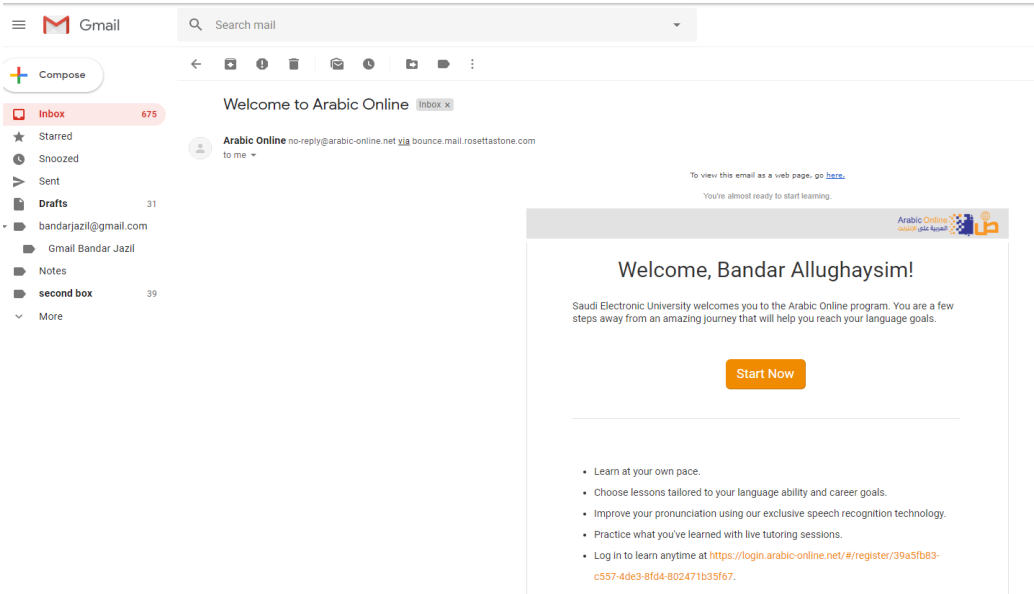 Gmail
Search mail
Compose
Inbox 675
Starred
Snoozed
Sent
Drafts 31
bandarjazil@gmail.com
Gmail Bandar Jazil
Notes
second box 39
More
Welcome to Arabic Online Inbox x
Arabic Online no-reply@arabic-online.net via bounce.mail.rosettastone.com
to me
To view this email as a web page, go here.
You're almost ready to start learning.
Arabic Online
العربية على الإنترنت
ض
Welcome, Bandar Allughaysim!
Saudi Electronic University welcomes you to the Arabic Online program. You are a few
steps away from an amazing journey that will help you reach your language goals.
Start Now
• Learn at your own pace.
• Choose lessons tailored to your language ability and career goals.
• Improve your pronunciation using our exclusive speech recognition technology.
• Practice what you've learned with live tutoring sessions.
• Log in to learn anytime at https://login.arabic-online.net/#/register/39a5fb83-
c557-4de3-8fd4-802471b35f67.